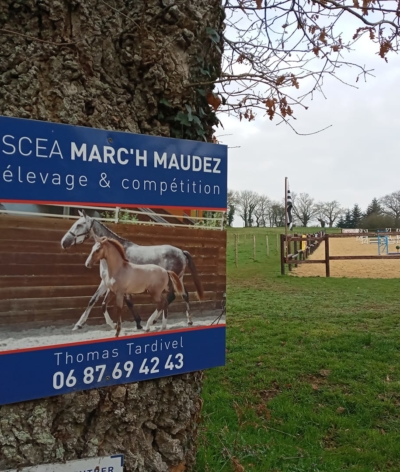 SCEA MARC'H MAUDEZ
élevage & compétition
Thomas Tardivel
06 87 69 42 43